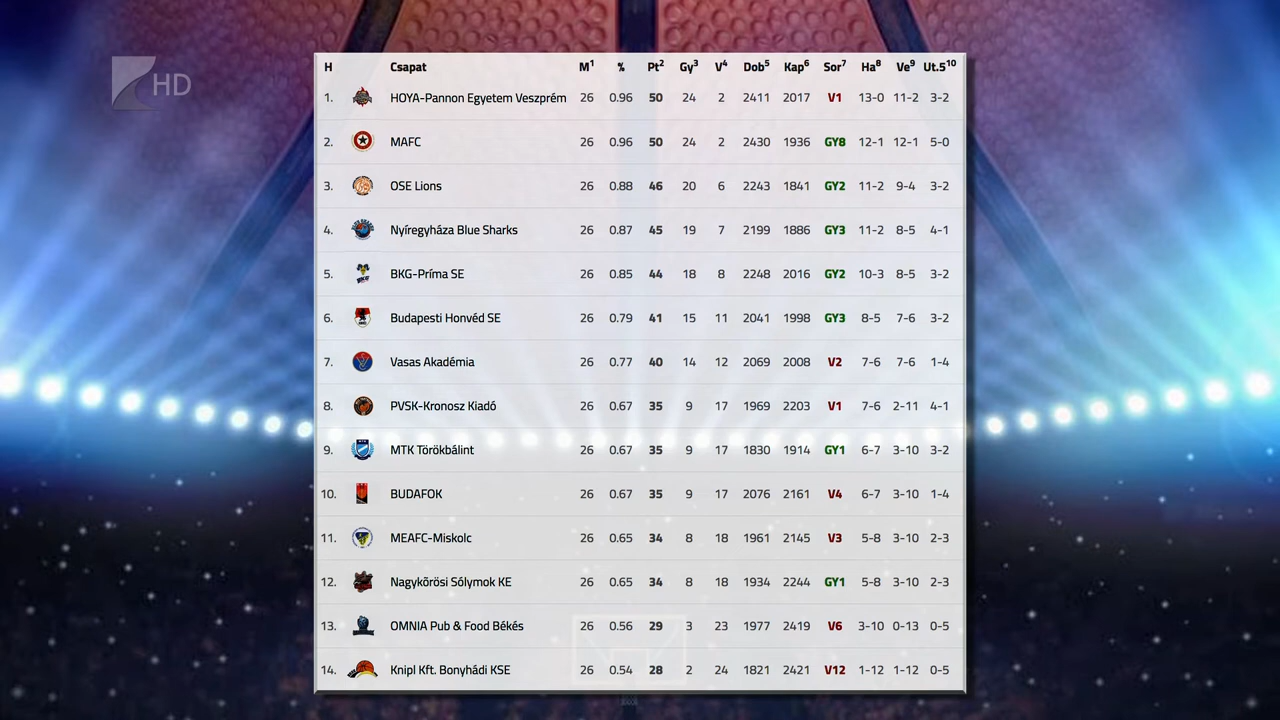 HD
H Csapat M¹ % Pt² Gy³ V⁴ Dob⁵ Kap⁶ Sor⁷ Ha⁸ Ve⁹ Ut.5¹⁰
1. HOYA-Pannon Egyetem Veszprém 26 0.96 50 24 2 2411 2017 V1 13-0 11-2 3-2
2. MAFC 26 0.96 50 24 2 2430 1936 GY8 12-1 12-1 5-0
3. OSE Lions 26 0.88 46 20 6 2243 1841 GY2 11-2 9-4 3-2
4. Nyíregyháza Blue Sharks 26 0.87 45 19 7 2199 1886 GY3 11-2 8-5 4-1
5. BKG-Príma SE 26 0.85 44 18 8 2248 2016 GY2 10-3 8-5 3-2
6. Budapesti Honvéd SE 26 0.79 41 15 11 2041 1998 GY3 8-5 7-6 3-2
7. Vasas Akadémia 26 0.77 40 14 12 2069 2008 V2 7-6 7-6 1-4
8. PVSK-Kronosz Kiadó 26 0.67 35 9 17 1969 2203 V1 7-6 2-11 4-1
9. MTK Törökbálint 26 0.67 35 9 17 1830 1914 GY1 6-7 3-10 3-2
10. BUDAFOK 26 0.67 35 9 17 2076 2161 V4 6-7 3-10 1-4
11. MEAFC-Miskolc 26 0.65 34 8 18 1961 2145 V3 5-8 3-10 2-3
12. Nagykőrösi Sólymok KE 26 0.65 34 8 18 1934 2244 GY1 5-8 3-10 2-3
13. OMNIA Pub & Food Békés 26 0.56 29 3 23 1977 2419 V6 3-10 0-13 0-5
14. Knipl Kft. Bonyhádi KSE 26 0.54 28 2 24 1821 2421 V12 1-12 1-12 0-5